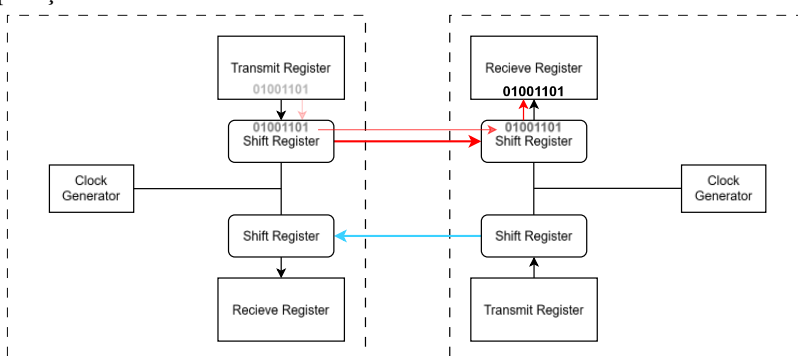 Transmit Register
01001101
Recieve Register
01001101
01001101
Shift Register
01001101
Shift Register
Clock
Generator
Clock
Generator
Shift Register
Shift Register
Recieve Register
Transmit Register